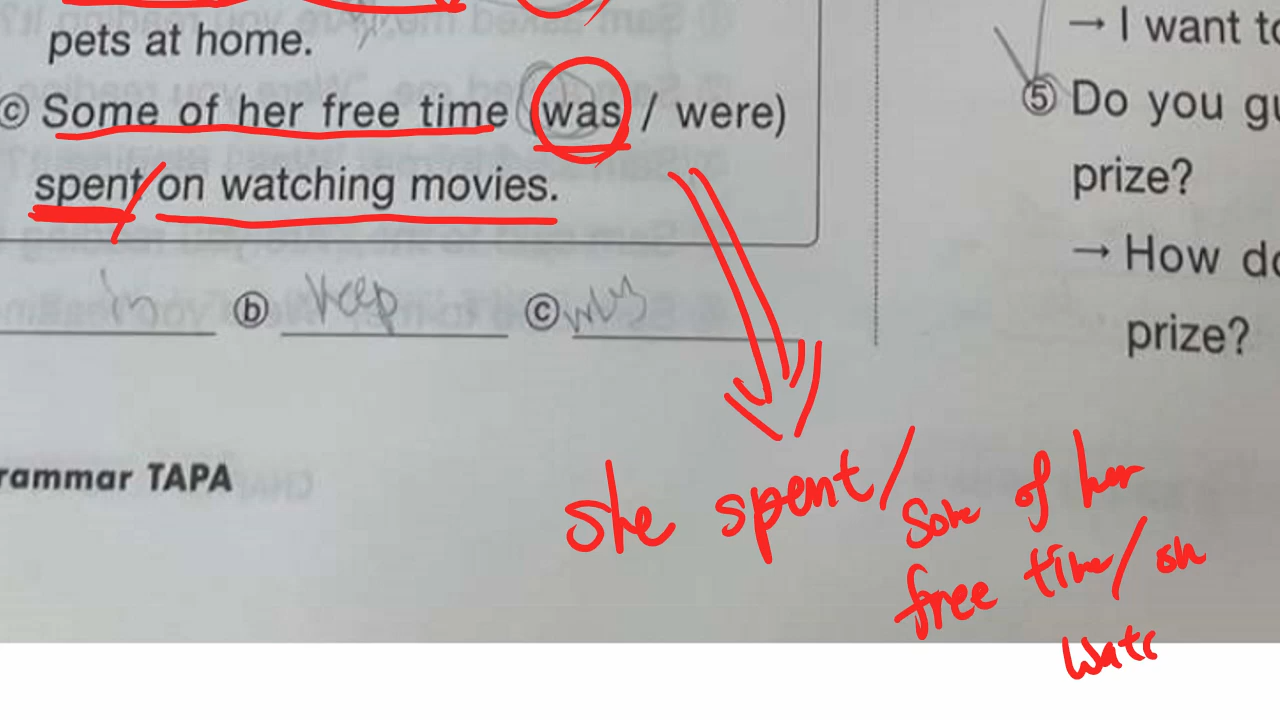 pets at home.
ⓒ Some of her free time (was / were)
spent on watching movies.
in ⓑ keep ⓒ was
rammar TAPA
→ I want to
⑤ Do you gu
prize?
→ How do
prize?
she spent / Some of her
free time / on
watc